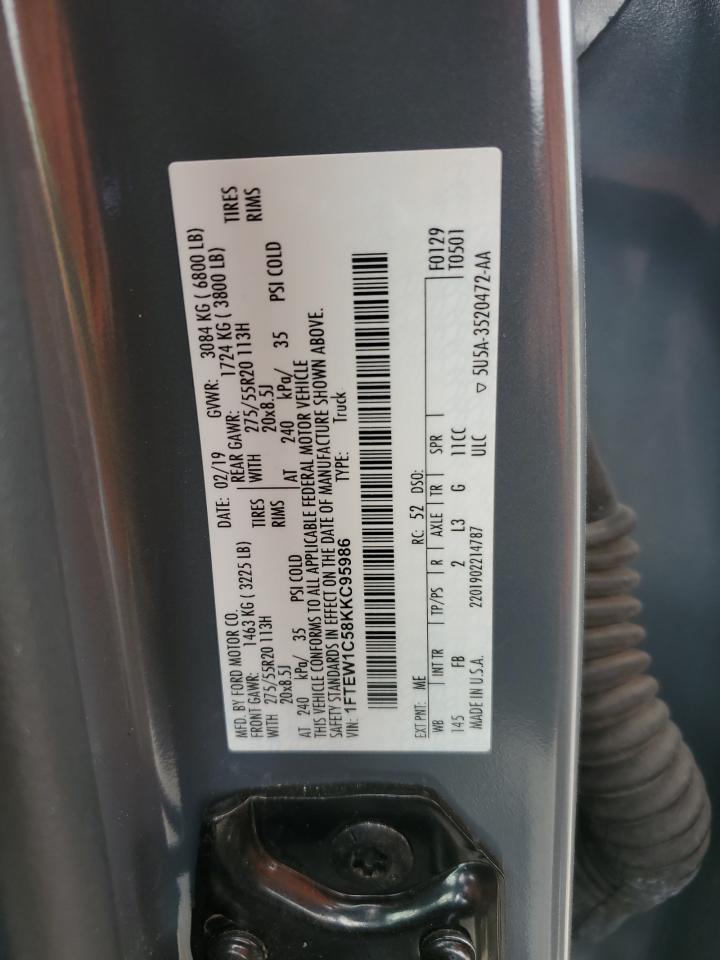 MFD. BY FORD MOTOR CO.
DATE: 02/19 GVWR: 3084 KG ( 6800 LB)
FRONT GAWR: 1463 KG ( 3225 LB) REAR GAWR: 1724 KG ( 3800 LB)
WITH 275/55R20 113H TIRES WITH 275/55R20 113H TIRES
20x8.5J RIMS 20x8.5J RIMS
AT 240 kPa/ 35 PSI COLD AT 240 kPa/ 35 PSI COLD
THIS VEHICLE CONFORMS TO ALL APPLICABLE FEDERAL MOTOR VEHICLE
SAFETY STANDARDS IN EFFECT ON THE DATE OF MANUFACTURE SHOWN ABOVE.
VIN: 1FTEW1C58KKC95986 TYPE: Truck
EXT PNT: ME RC: 52 DSO: F0129
WB INT TR TP/PS R AXLE TR SPR T0501
145 FB 2 L3 G 11CC
MADE IN U.S.A. 2201902214787 ULC ▽ 5U5A-3520472-AA